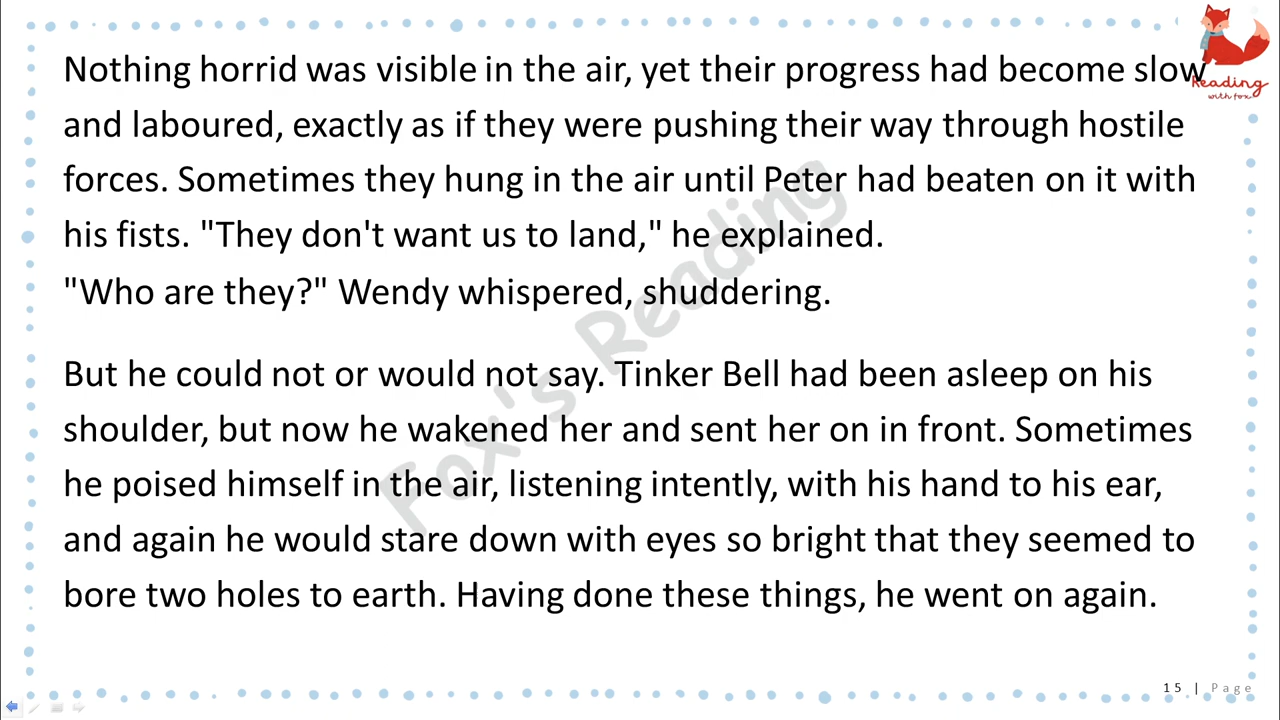 Nothing horrid was visible in the air, yet their progress had become slow
and laboured, exactly as if they were pushing their way through hostile
forces. Sometimes they hung in the air until Peter had beaten on it with
his fists. "They don't want us to land," he explained.
"Who are they?" Wendy whispered, shuddering.
But he could not or would not say. Tinker Bell had been asleep on his
shoulder, but now he wakened her and sent her on in front. Sometimes
he poised himself in the air, listening intently, with his hand to his ear,
and again he would stare down with eyes so bright that they seemed to
bore two holes to earth. Having done these things, he went on again.
Reading
with fox
Fox's Reading
15 | Page